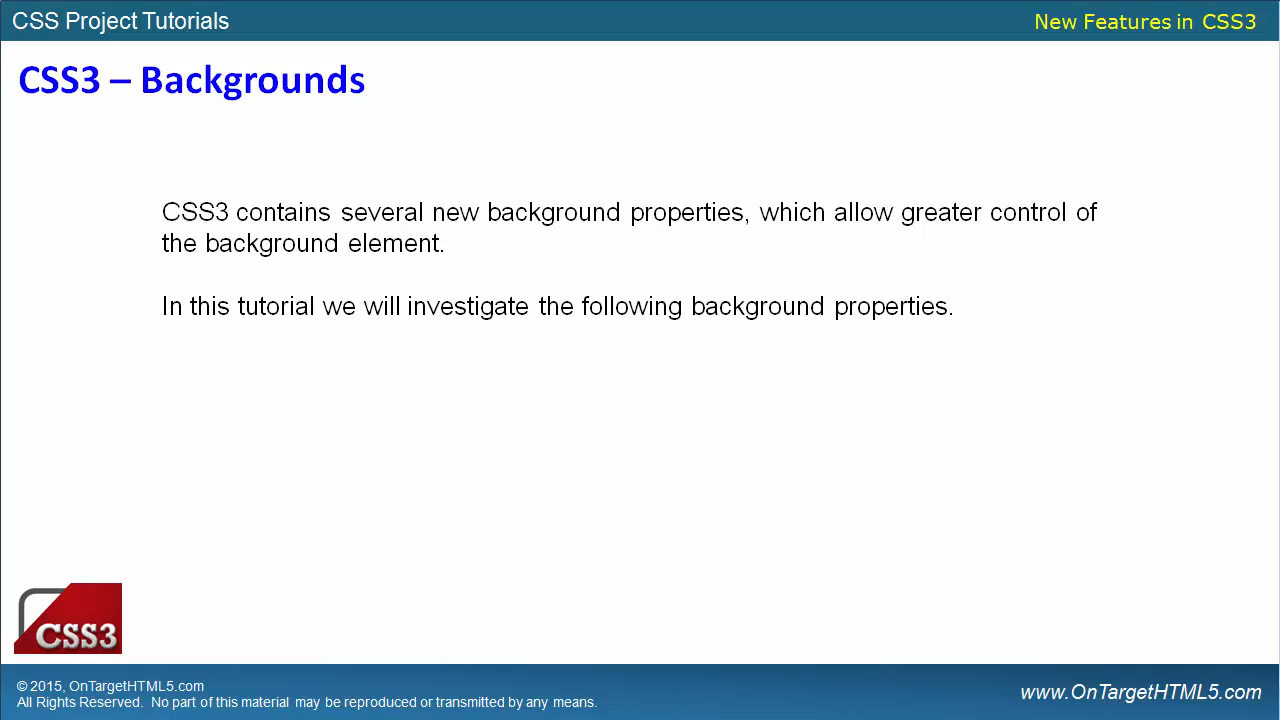 CSS Project Tutorials
New Features in CSS3
CSS3 – Backgrounds
CSS3 contains several new background properties, which allow greater control of
the background element.
In this tutorial we will investigate the following background properties.
CSS3
© 2015, OnTargetHTML5.com
All Rights Reserved. No part of this material may be reproduced or transmitted by any means.
www.OnTargetHTML5.com